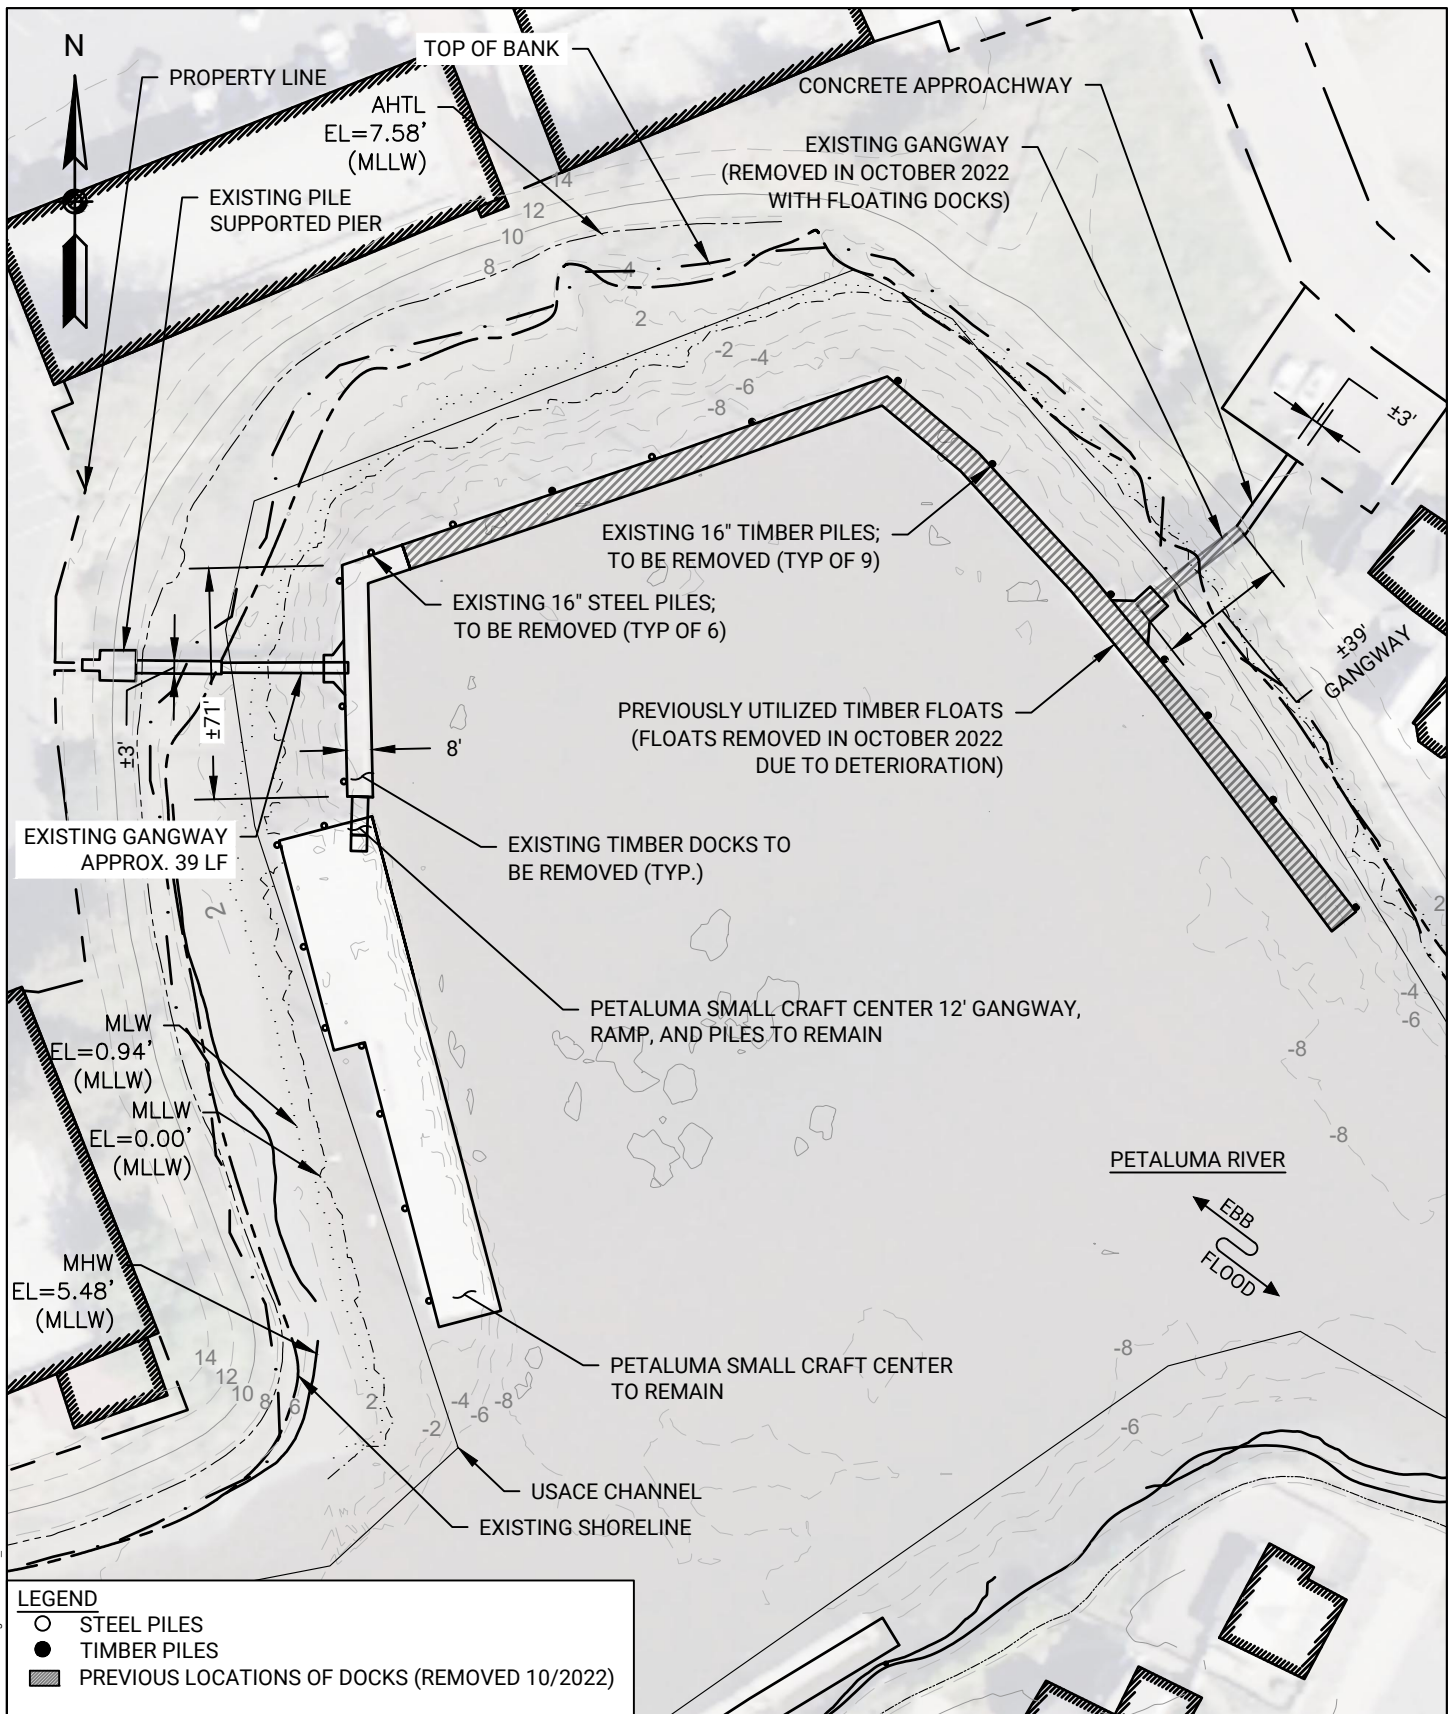 N
PROPERTY LINE
TOP OF BANK
AHTL
EL=7.58'
(MLLW)
CONCRETE APPROACHWAY
EXISTING GANGWAY
(REMOVED IN OCTOBER 2022
WITH FLOATING DOCKS)
EXISTING PILE
SUPPORTED PIER
14
12
10
8
4
2
-2
-4
-6
-8
±3'
EXISTING 16" TIMBER PILES;
TO BE REMOVED (TYP OF 9)
EXISTING 16" STEEL PILES;
TO BE REMOVED (TYP OF 6)
±39'
GANGWAY
PREVIOUSLY UTILIZED TIMBER FLOATS
(FLOATS REMOVED IN OCTOBER 2022
DUE TO DETERIORATION)
±3'
±71'
8'
EXISTING GANGWAY
APPROX. 39 LF
EXISTING TIMBER DOCKS TO
BE REMOVED (TYP.)
2
2
-4
-6
-8
-8
PETALUMA SMALL CRAFT CENTER 12' GANGWAY,
RAMP, AND PILES TO REMAIN
MLW
EL=0.94'
(MLLW)
MLLW
EL=0.00'
(MLLW)
PETALUMA RIVER
EBB
FLOOD
MHW
EL=5.48'
(MLLW)
14
12
10
8
6
2
-2
-4
-6
-8
-8
-6
PETALUMA SMALL CRAFT CENTER
TO REMAIN
USACE CHANNEL
EXISTING SHORELINE
LEGEND
STEEL PILES
TIMBER PILES
PREVIOUS LOCATIONS OF DOCKS (REMOVED 10/2022)